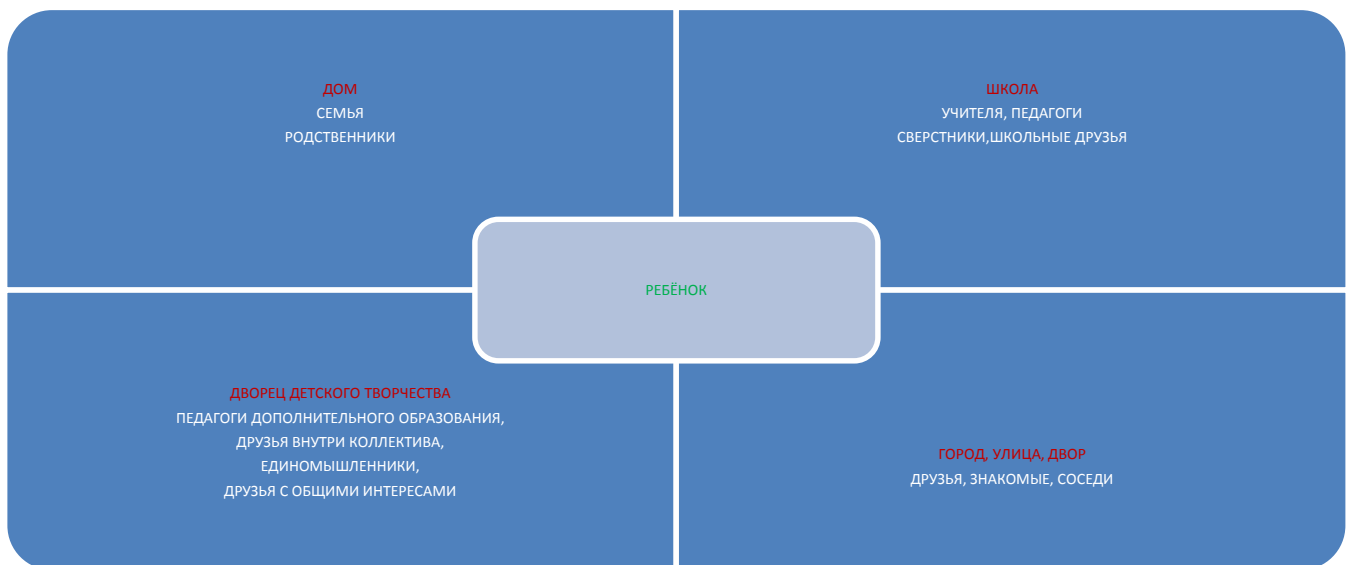 ДОМ
СЕМЬЯ
РОДСТВЕННИКИ
ШКОЛА
УЧИТЕЛЯ, ПЕДАГОГИ
СВЕРСТНИКИ,ШКОЛЬНЫЕ ДРУЗЬЯ
РЕБЁНОК
ДВОРЕЦ ДЕТСКОГО ТВОРЧЕСТВА
ПЕДАГОГИ ДОПОЛНИТЕЛЬНОГО ОБРАЗОВАНИЯ,
ДРУЗЬЯ ВНУТРИ КОЛЛЕКТИВА,
ЕДИНОМЫШЛЕННИКИ,
ДРУЗЬЯ С ОБЩИМИ ИНТЕРЕСАМИ
ГОРОД, УЛИЦА, ДВОР
ДРУЗЬЯ, ЗНАКОМЫЕ, СОСЕДИ